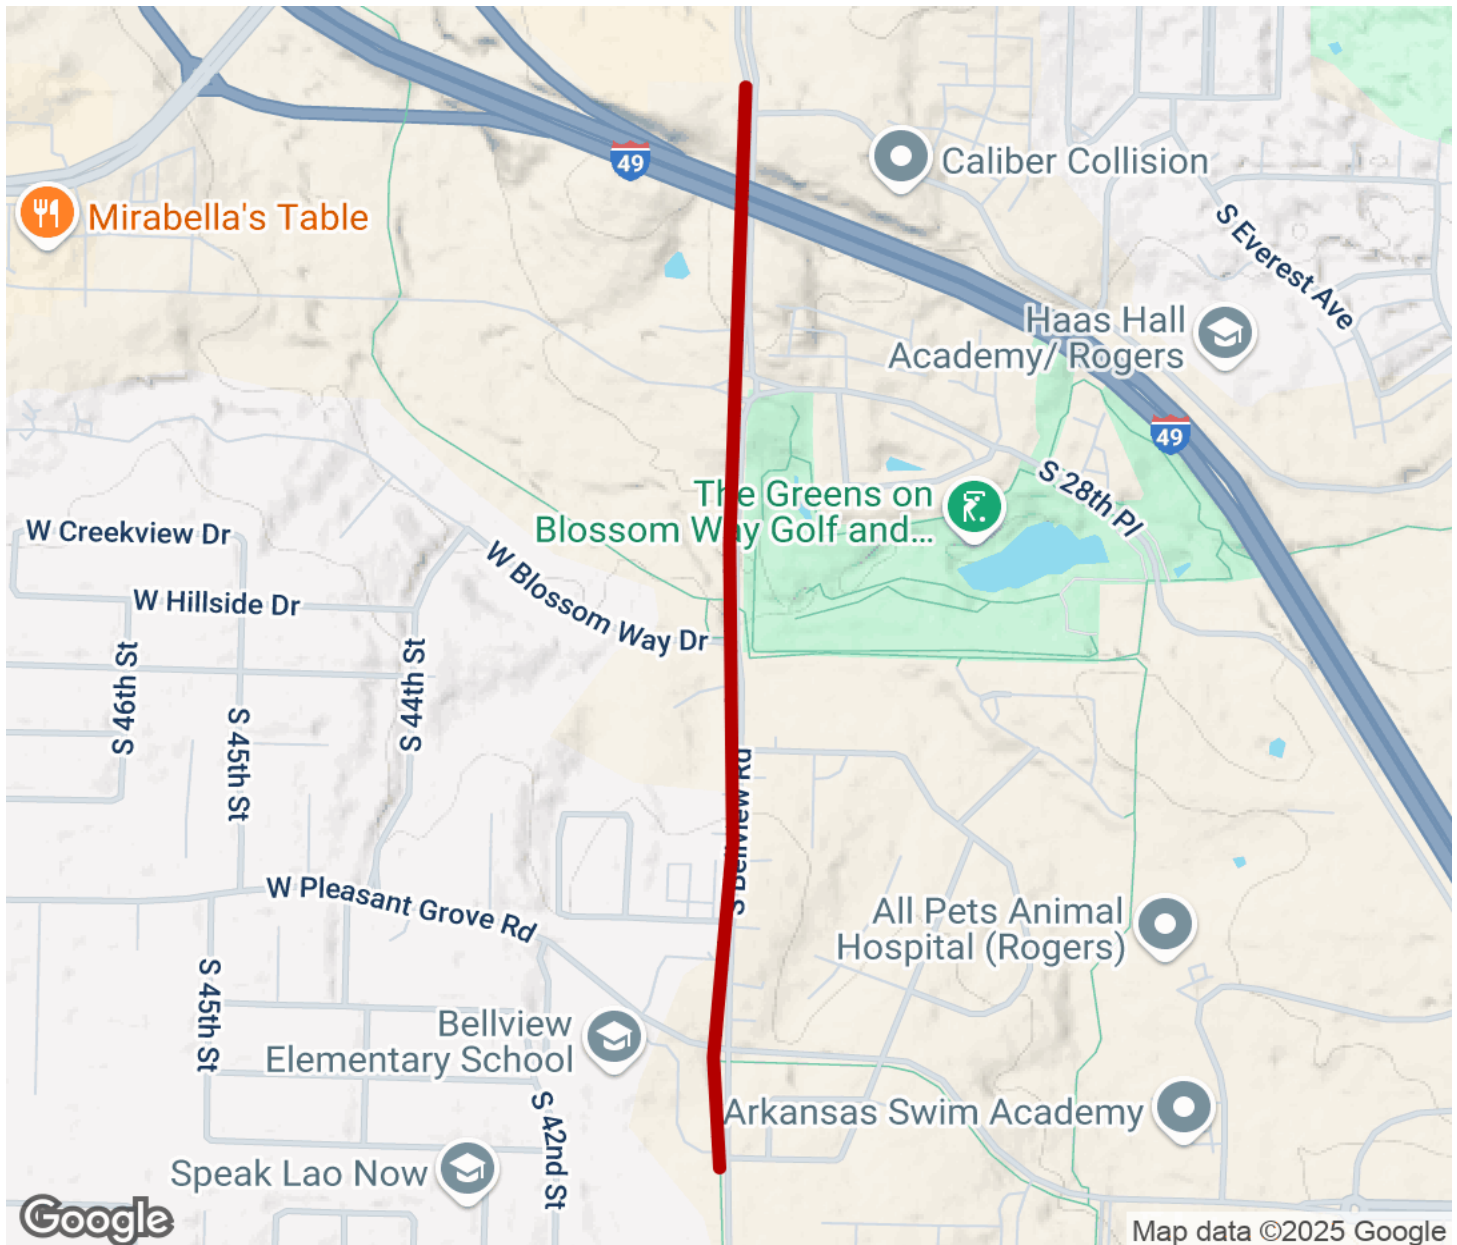 49
Caliber Collision
Mirabella's Table
S Everest Ave
Haas Hall
Academy/ Rogers
49
S 28th Pl
The Greens on
Blossom Way Golf and...
W Creekview Dr
W Blossom Way Dr
W Hillside Dr
S 46th St
S 44th St
S 45th St
S Bellview Rd
W Pleasant Grove Rd
All Pets Animal
Hospital (Rogers)
S 45th St
Bellview
Elementary School
S 42nd St
Arkansas Swim Academy
Speak Lao Now
Google
Map data ©2025 Google